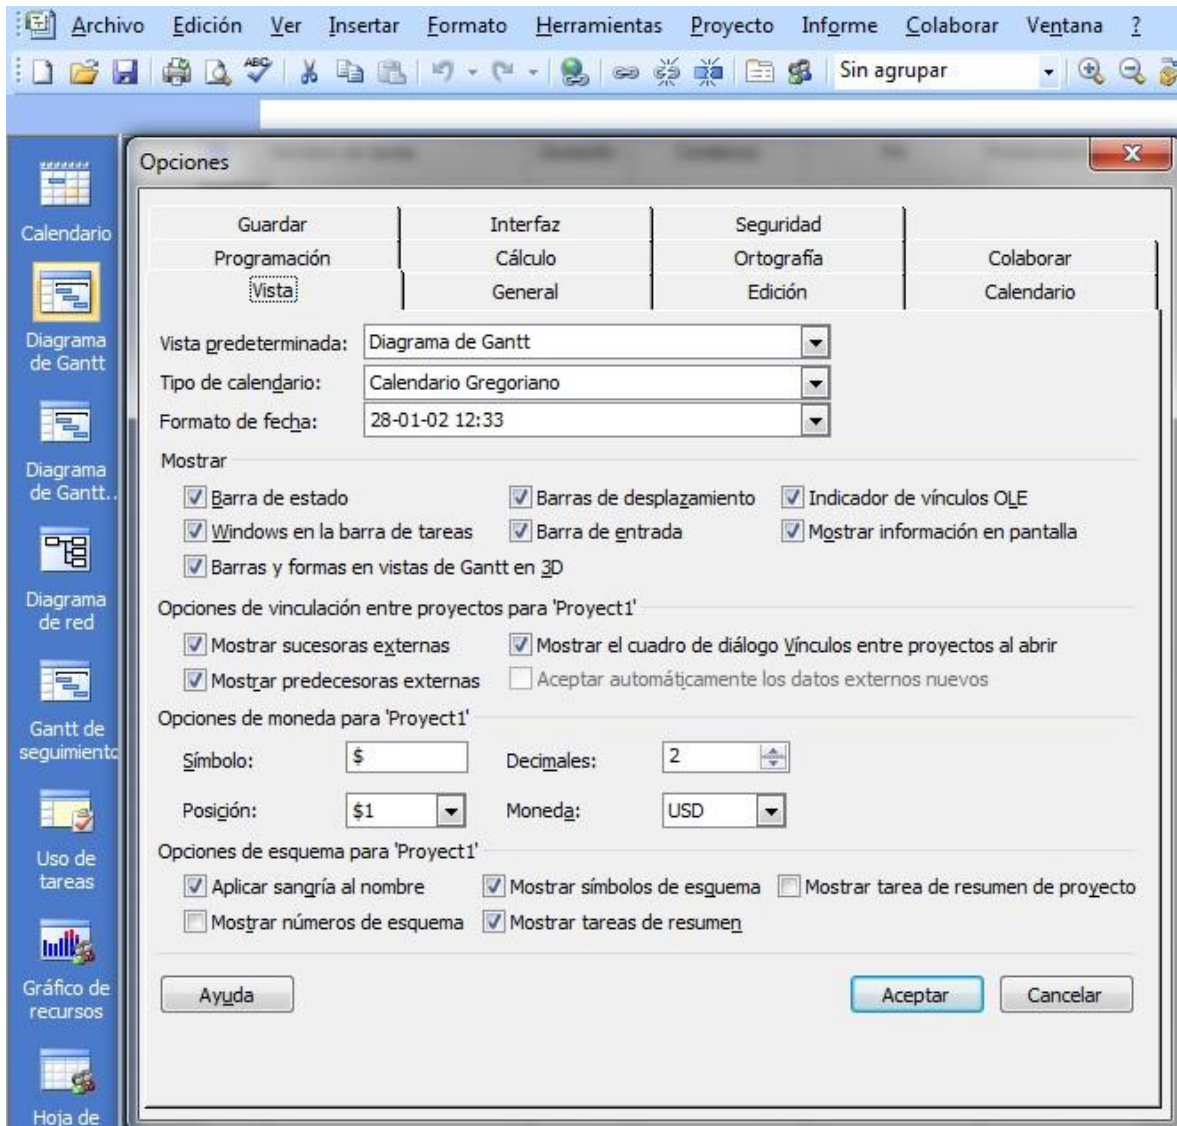 Archivo Edición Ver Insertar Formato Herramientas Proyecto Informe Colaborar Ventana ?
ABC Sin agrupar
Calendario
Diagrama de Gantt
Diagrama de Gantt..
Diagrama de red
Gantt de seguimiento
Uso de tareas
Gráfico de recursos
Hoja de
Opciones
Guardar Interfaz Seguridad
Programación Cálculo Ortografía Colaborar
Vista General Edición Calendario
Vista predeterminada: Diagrama de Gantt
Tipo de calendario: Calendario Gregoriano
Formato de fecha: 28-01-02 12:33
Mostrar
Barra de estado Barras de desplazamiento Indicador de vínculos OLE
Windows en la barra de tareas Barra de entrada Mostrar información en pantalla
Barras y formas en vistas de Gantt en 3D
Opciones de vinculación entre proyectos para 'Proyect1'
Mostrar sucesoras externas Mostrar el cuadro de diálogo Vínculos entre proyectos al abrir
Mostrar predecesoras externas Aceptar automáticamente los datos externos nuevos
Opciones de moneda para 'Proyect1'
Símbolo: $ Decimales: 2
Posición: $1 Moneda: USD
Opciones de esquema para 'Proyect1'
Aplicar sangría al nombre Mostrar símbolos de esquema Mostrar tarea de resumen de proyecto
Mostrar números de esquema Mostrar tareas de resumen
Ayuda Aceptar Cancelar